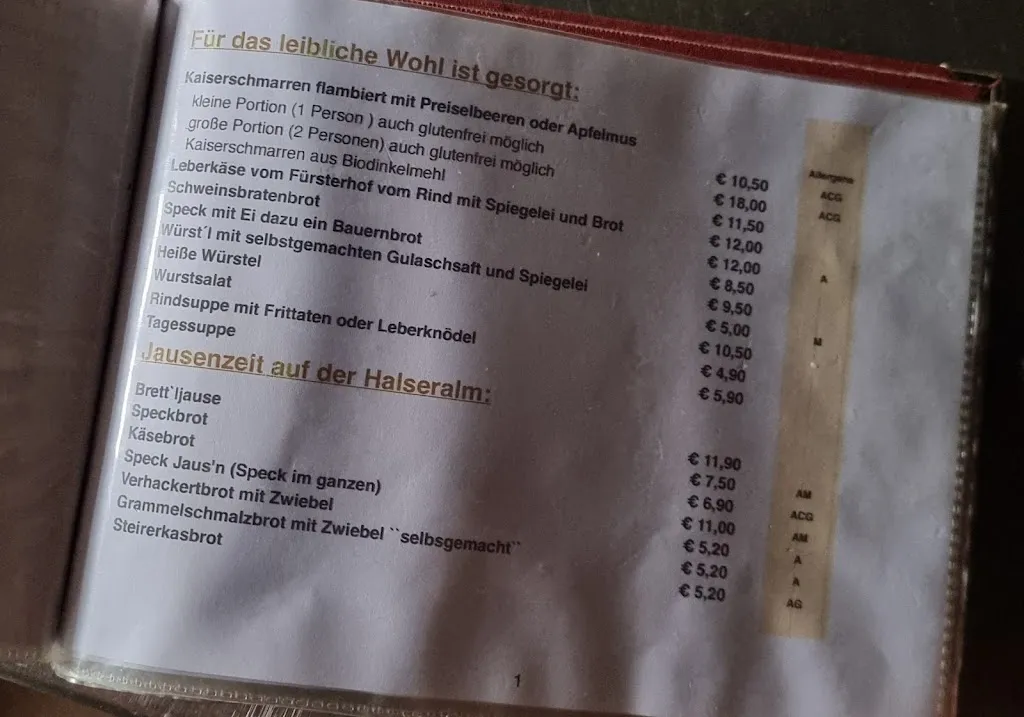 Für das leibliche Wohl ist gesorgt:
Allergene
Kaiserschmarren flambiert mit Preiselbeeren oder Apfelmus
kleine Portion (1 Person ) auch glutenfrei möglich € 10,50 ACG
große Portion (2 Personen) auch glutenfrei möglich € 18,00 ACG
Kaiserschmarren aus Biodinkelmehl € 11,50
Leberkäse vom Fürsterhof vom Rind mit Spiegelei und Brot € 12,00
Schweinsbratenbrot € 12,00 A
Speck mit Ei dazu ein Bauernbrot € 8,50
Würst´l mit selbstgemachten Gulaschsaft und Spiegelei € 9,50
Heiße Würstel € 5,00 M
Wurstsalat € 10,50
Rindsuppe mit Frittaten oder Leberknödel € 4,90
Tagessuppe € 5,90
Jausenzeit auf der Halseralm:
Brett`ljause € 11,90
Speckbrot € 7,50 AM
Käsebrot € 6,90 ACG
Speck Jaus'n (Speck im ganzen) € 11,00 AM
Verhackertbrot mit Zwiebel € 5,20 A
Grammelschmalzbrot mit Zwiebel ``selbsgemacht`` € 5,20 A
Steirerkasbrot € 5,20 AG
1